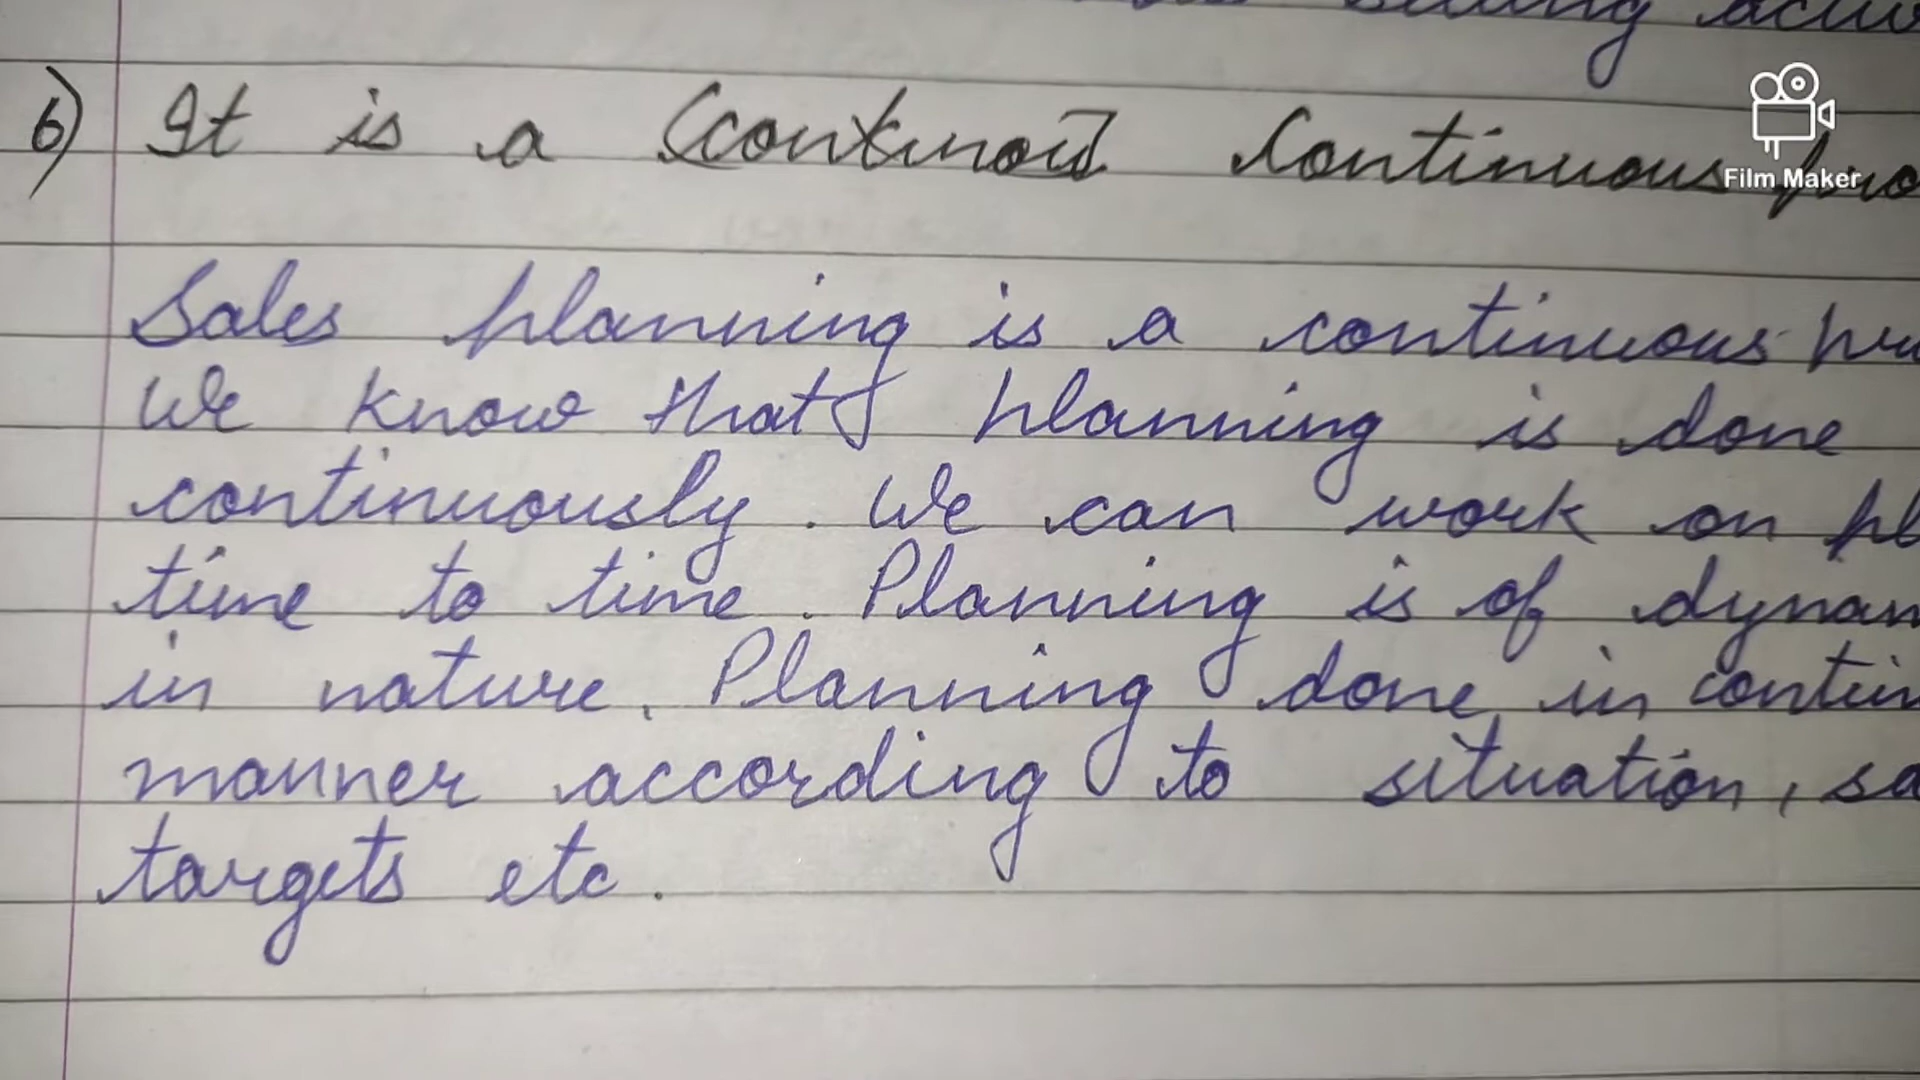 selling
6) It is a Continuous
Film Maker
Sales planning is a continuous
We know that planning is done
continuously. We can work on
time to time. Planning is of
in nature. Planning done in
manner according to situation,
targets etc.